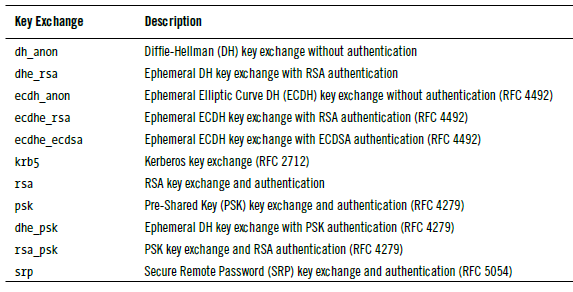 Key Exchange Description
dh_anon Diffie-Hellman (DH) key exchange without authentication
dhe_rsa Ephemeral DH key exchange with RSA authentication
ecdh_anon Ephemeral Elliptic Curve DH (ECDH) key exchange without authentication (RFC 4492)
ecdhe_rsa Ephemeral ECDH key exchange with RSA authentication (RFC 4492)
ecdhe_ecdsa Ephemeral ECDH key exchange with ECDSA authentication (RFC 4492)
krb5 Kerberos key exchange (RFC 2712)
rsa RSA key exchange and authentication
psk Pre-Shared Key (PSK) key exchange and authentication (RFC 4279)
dhe_psk Ephemeral DH key exchange with PSK authentication (RFC 4279)
rsa_psk PSK key exchange and RSA authentication (RFC 4279)
srp Secure Remote Password (SRP) key exchange and authentication (RFC 5054)